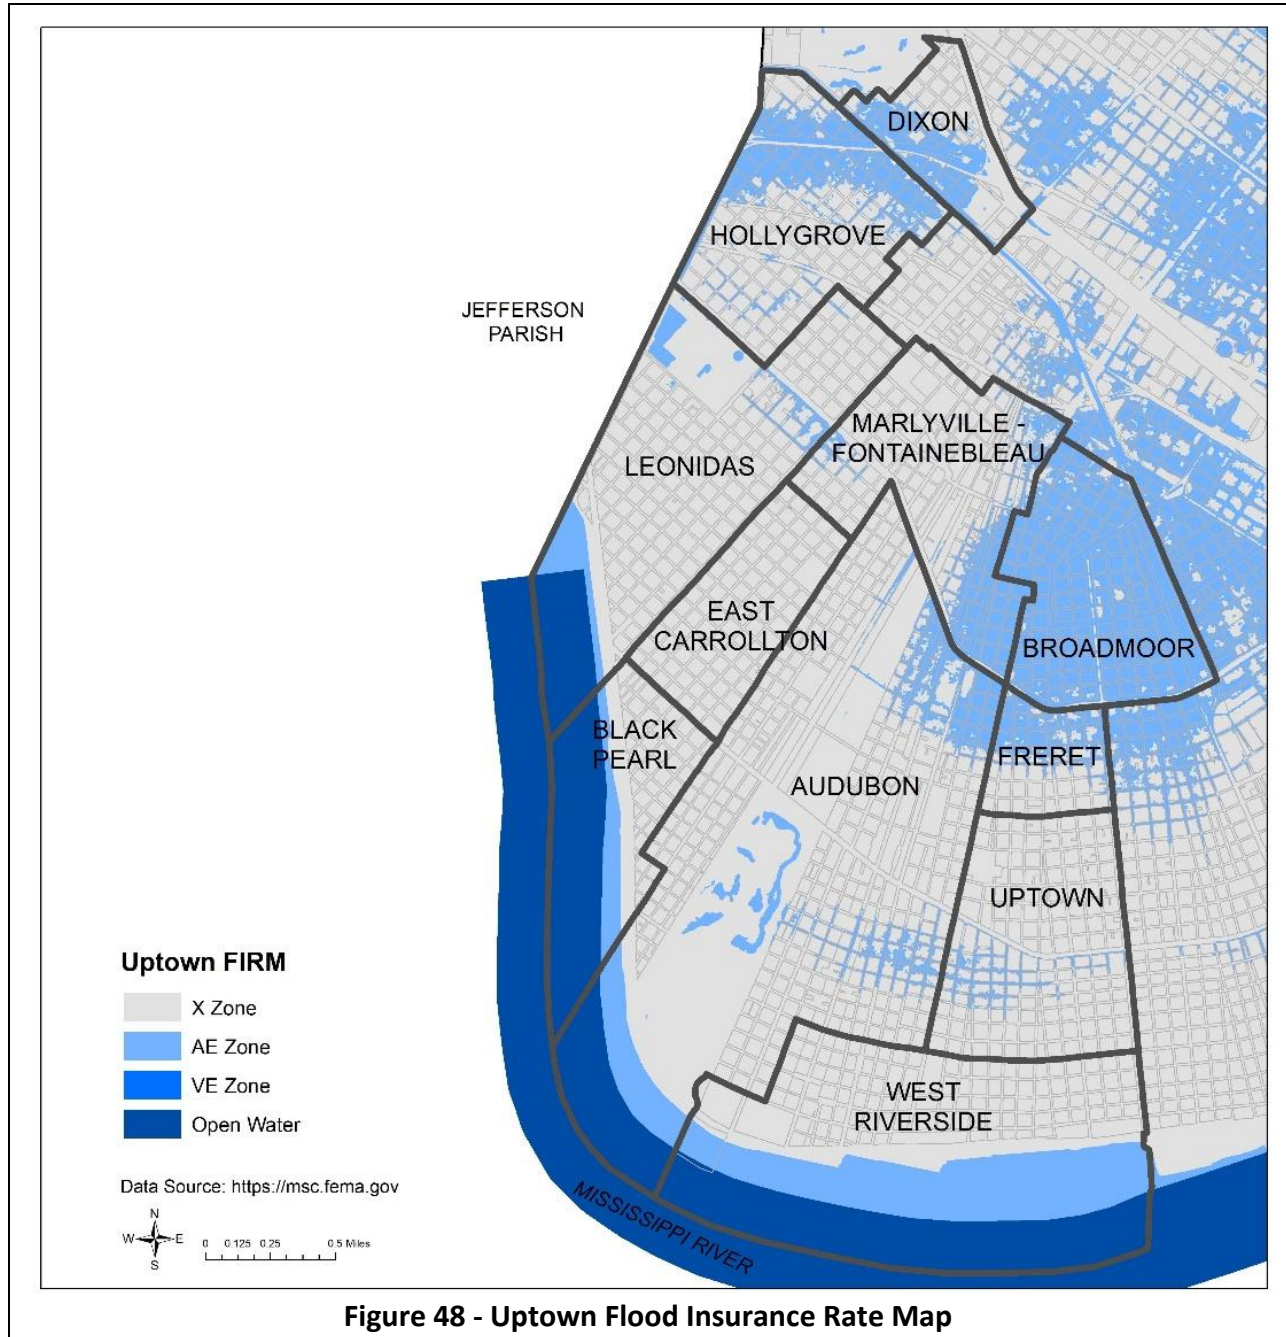 DIXON
HOLLYGROVE
JEFFERSON
PARISH
MARLYVILLE -
FONTAINEBLEAU
LEONIDAS
EAST
CARROLLTON
BROADMOOR
BLACK
PEARL
FRERET
AUDUBON
UPTOWN
WEST
RIVERSIDE
MISSISSIPPI RIVER
Uptown FIRM
X Zone
AE Zone
VE Zone
Open Water
Data Source: https://msc.fema.gov
N
W E
S
0 0.125 0.25 0.5 Miles
Figure 48 - Uptown Flood Insurance Rate Map